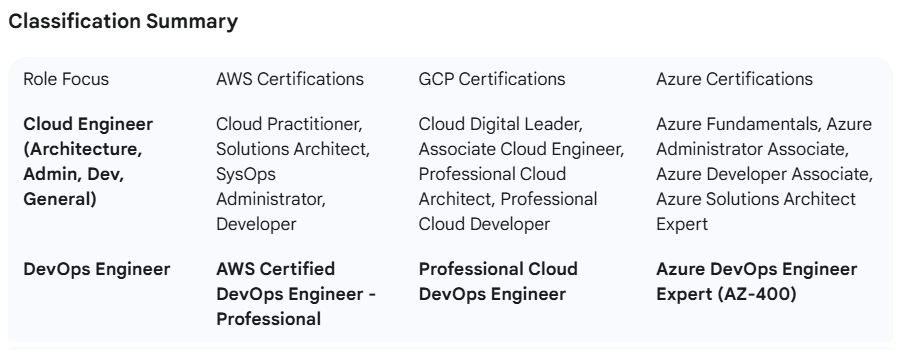 Classification Summary
Role Focus
AWS Certifications
GCP Certifications
Azure Certifications
Cloud Engineer
(Architecture,
Admin, Dev,
General)
Cloud Practitioner,
Solutions Architect,
SysOps
Administrator,
Developer
Cloud Digital Leader,
Associate Cloud Engineer,
Professional Cloud
Architect, Professional
Cloud Developer
Azure Fundamentals, Azure
Administrator Associate,
Azure Developer Associate,
Azure Solutions Architect
Expert
DevOps Engineer
AWS Certified
DevOps Engineer -
Professional
Professional Cloud
DevOps Engineer
Azure DevOps Engineer
Expert (AZ-400)